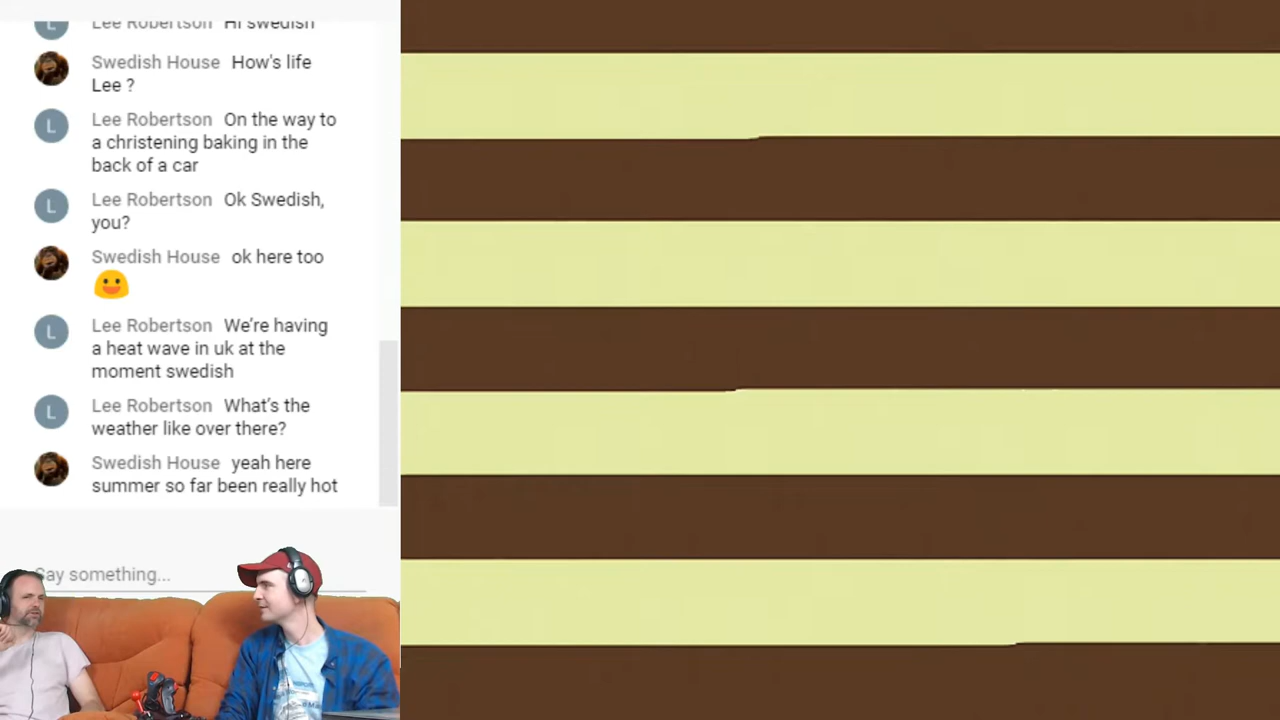 Lee Robertson Hi swedish
Swedish House How's life
Lee ?
Lee Robertson On the way to
a christening baking in the
back of a car
Lee Robertson Ok Swedish,
you?
Swedish House ok here too
Lee Robertson We're having
a heat wave in uk at the
moment swedish
Lee Robertson What's the
weather like over there?
Swedish House yeah here
summer so far been really hot
Say something...